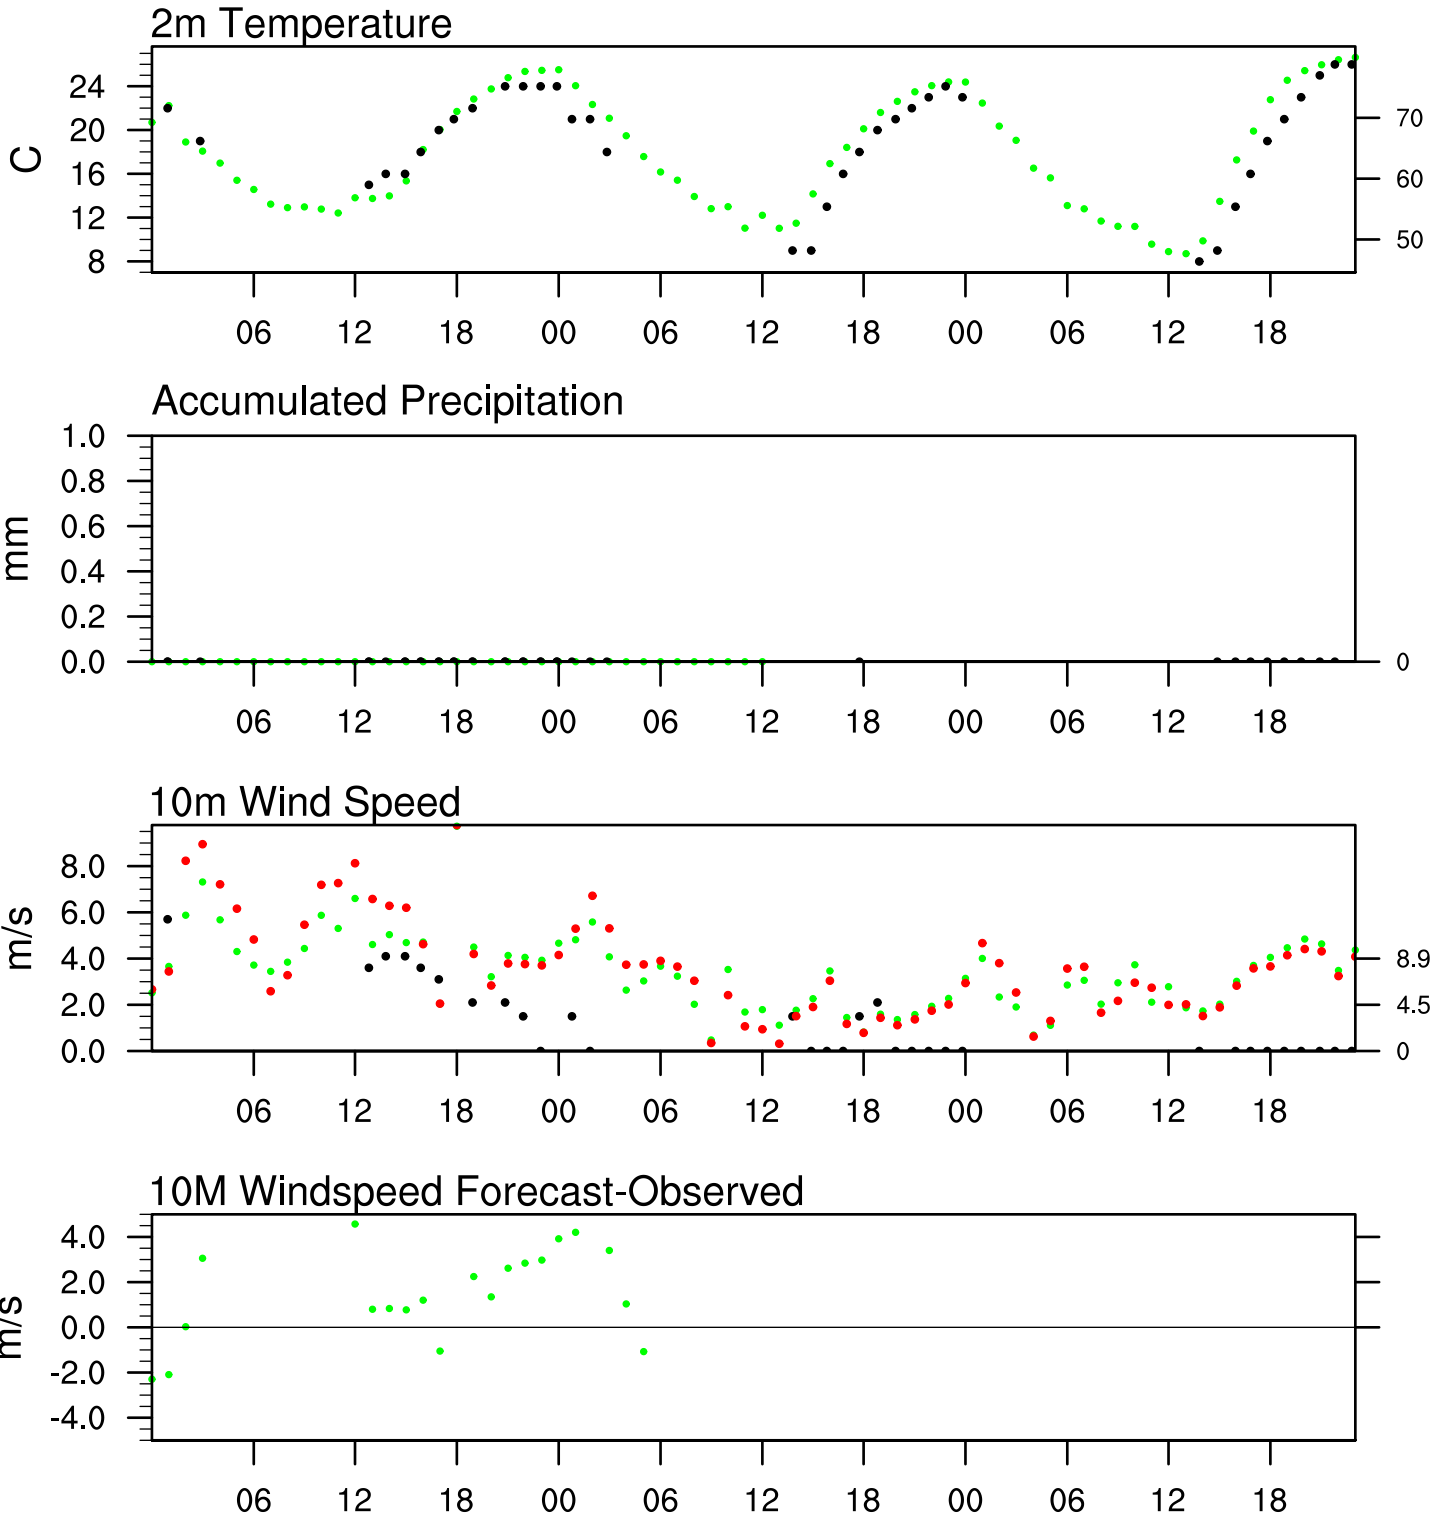 2m Temperature
24
20
16
12
8
C
70
60
50
06 12 18 00 06 12 18 00 06 12 18
Accumulated Precipitation
1.0
0.8
0.6
0.4
0.2
0.0
mm
0
06 12 18 00 06 12 18 00 06 12 18
10m Wind Speed
8.0
6.0
4.0
2.0
0.0
m/s
8.9
4.5
0
06 12 18 00 06 12 18 00 06 12 18
10M Windspeed Forecast-Observed
4.0
2.0
0.0
-2.0
-4.0
m/s
06 12 18 00 06 12 18 00 06 12 18